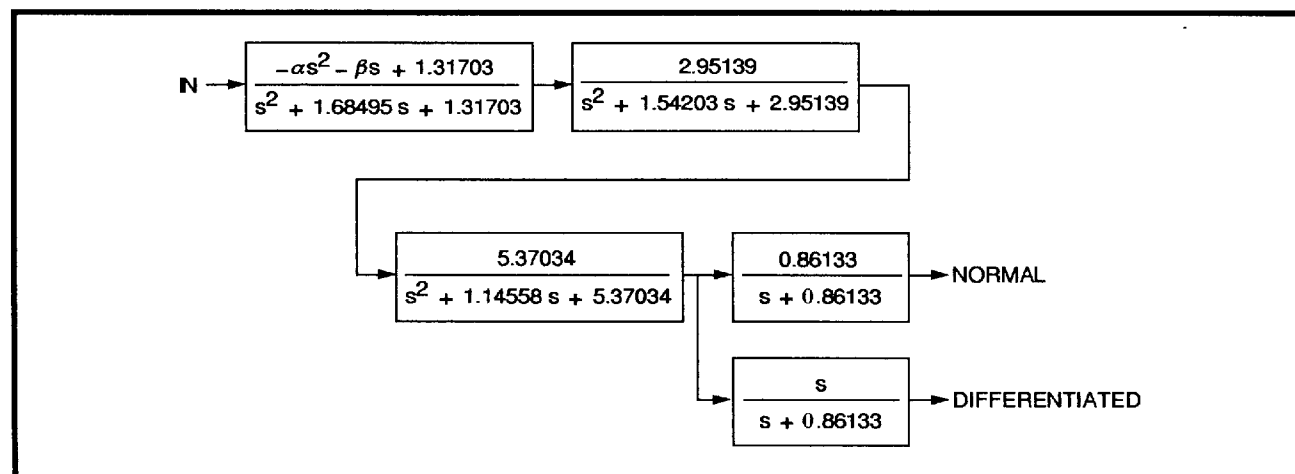 IN
-αs² - βs + 1.31703
s² + 1.68495 s + 1.31703
2.95139
s² + 1.54203 s + 2.95139
5.37034
s² + 1.14558 s + 5.37034
0.86133
s + 0.86133
NORMAL
s
s + 0.86133
DIFFERENTIATED